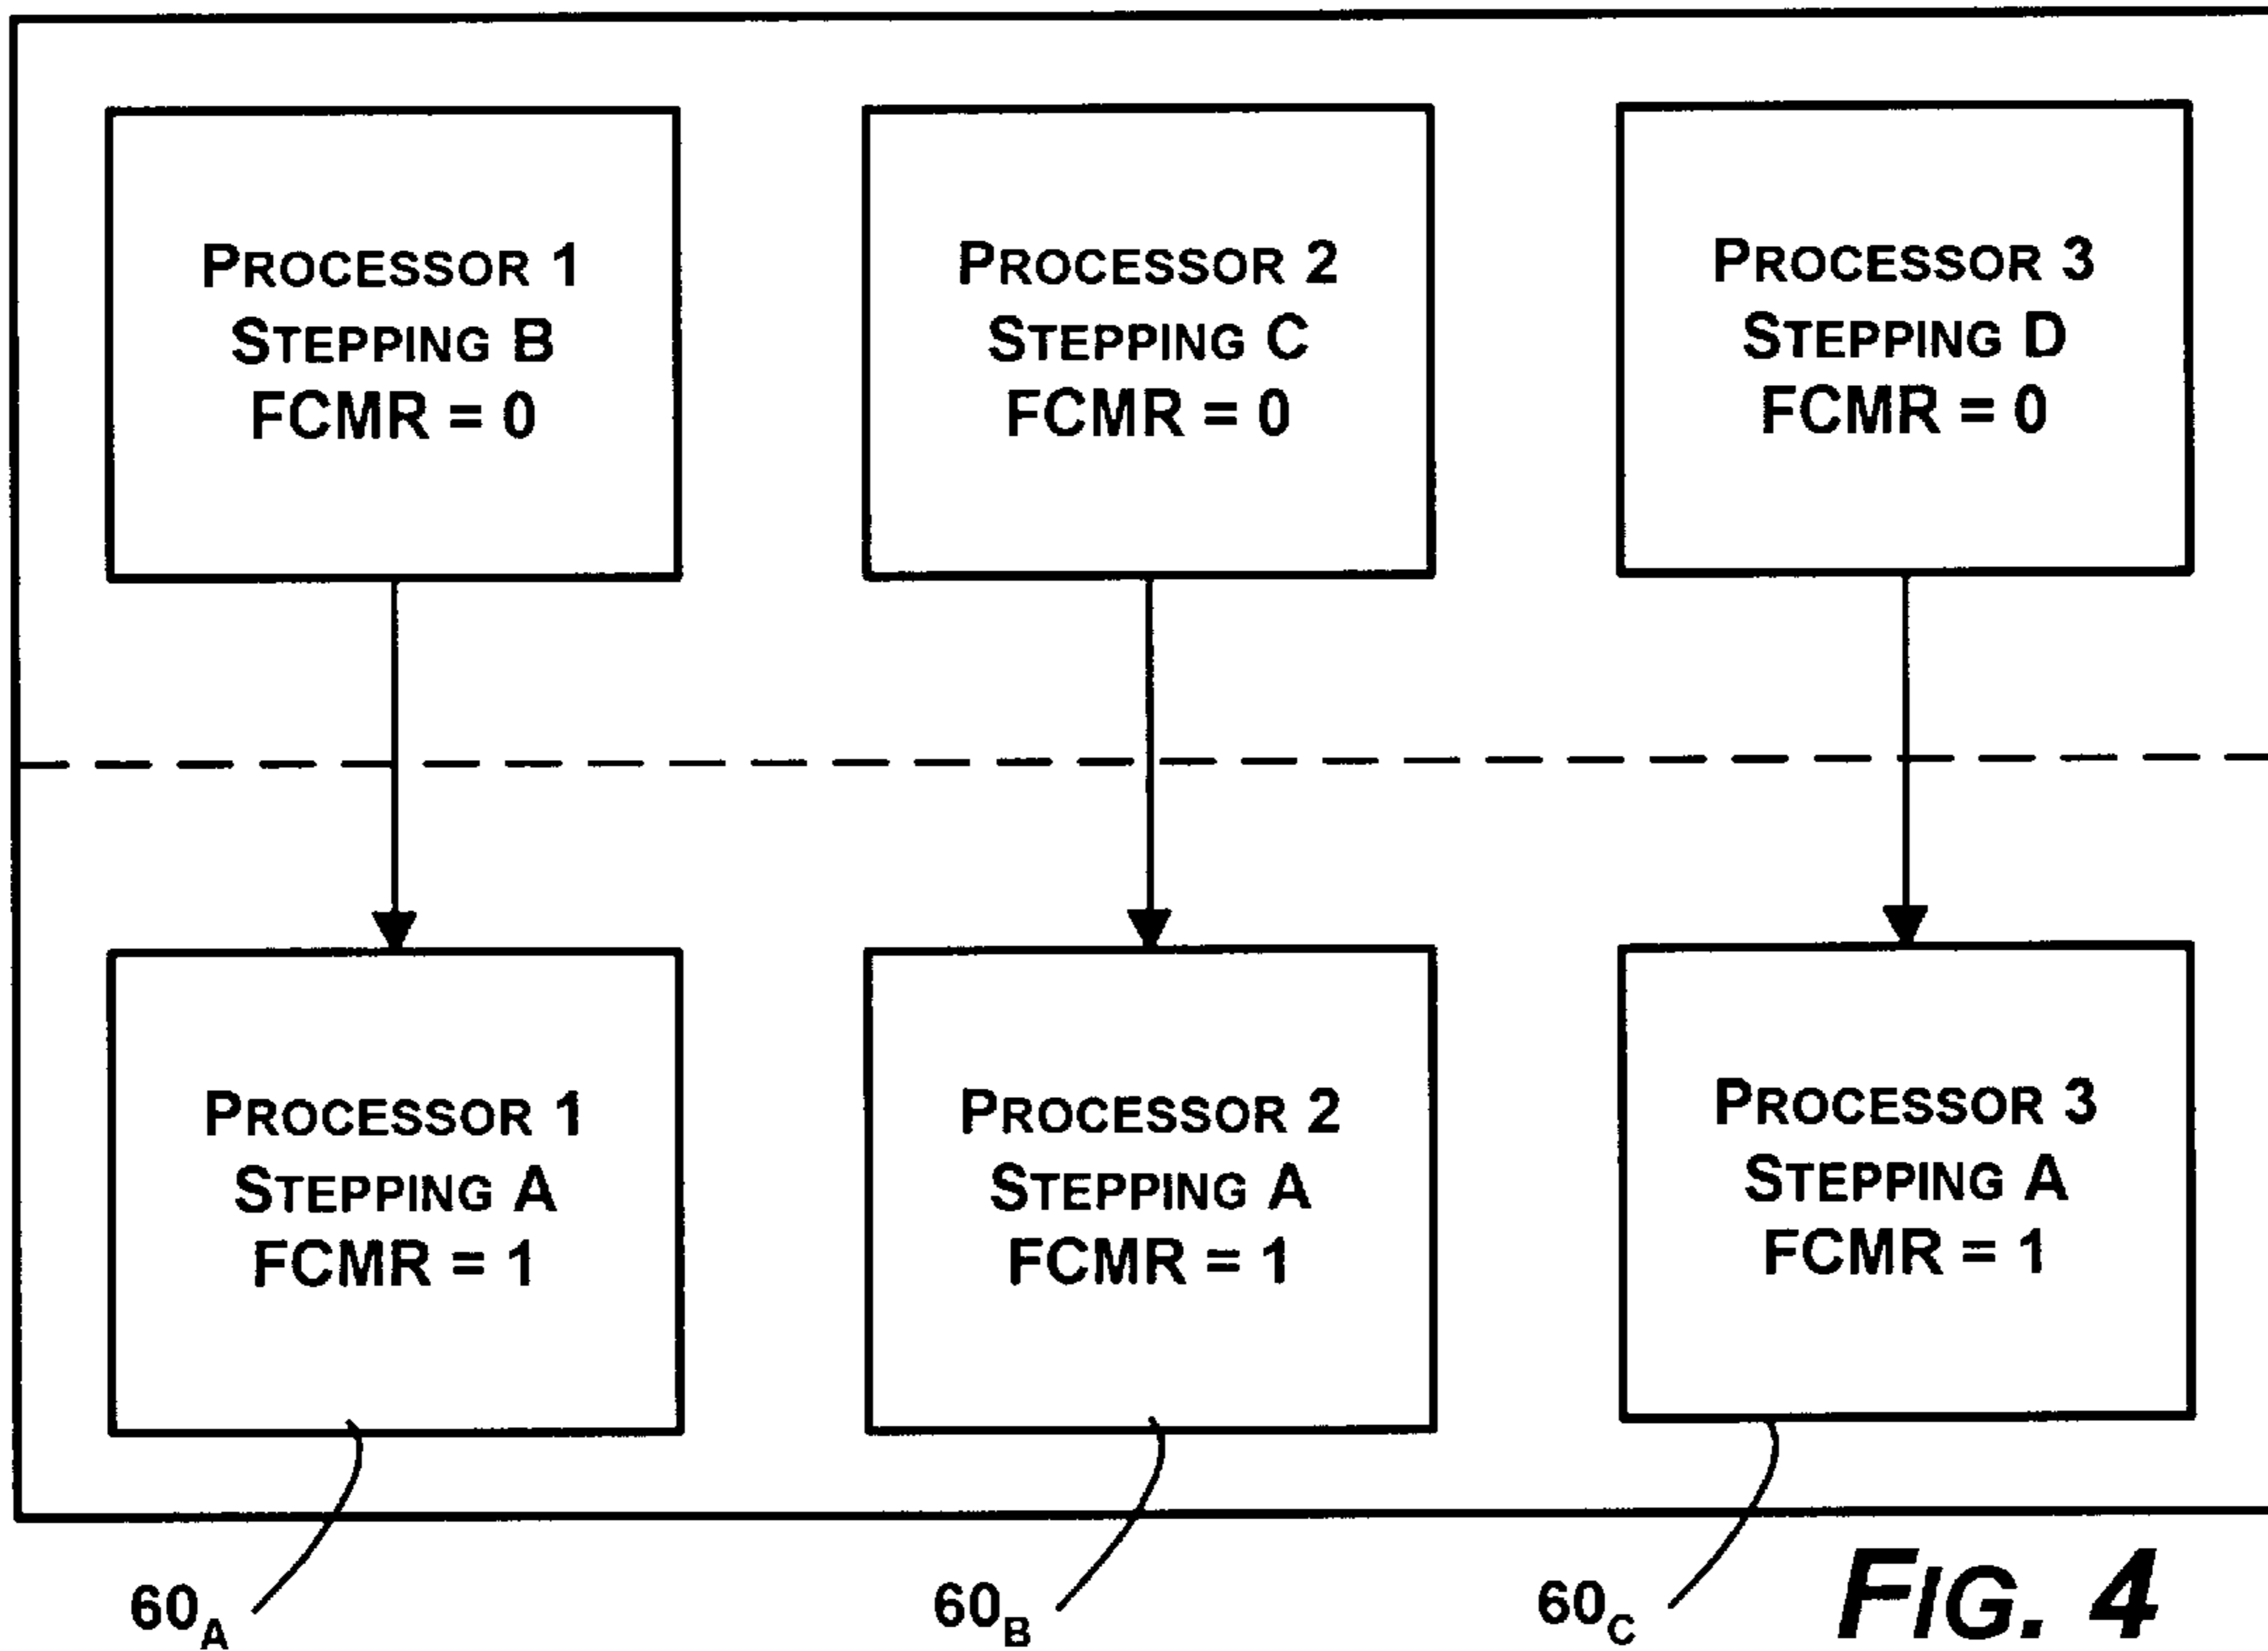 PROCESSOR 1
STEPPING B
FCMR = 0
PROCESSOR 2
STEPPING C
FCMR = 0
PROCESSOR 3
STEPPING D
FCMR = 0
PROCESSOR 1
STEPPING A
FCMR = 1
PROCESSOR 2
STEPPING A
FCMR = 1
PROCESSOR 3
STEPPING A
FCMR = 1
60A
60B
60C
FIG. 4